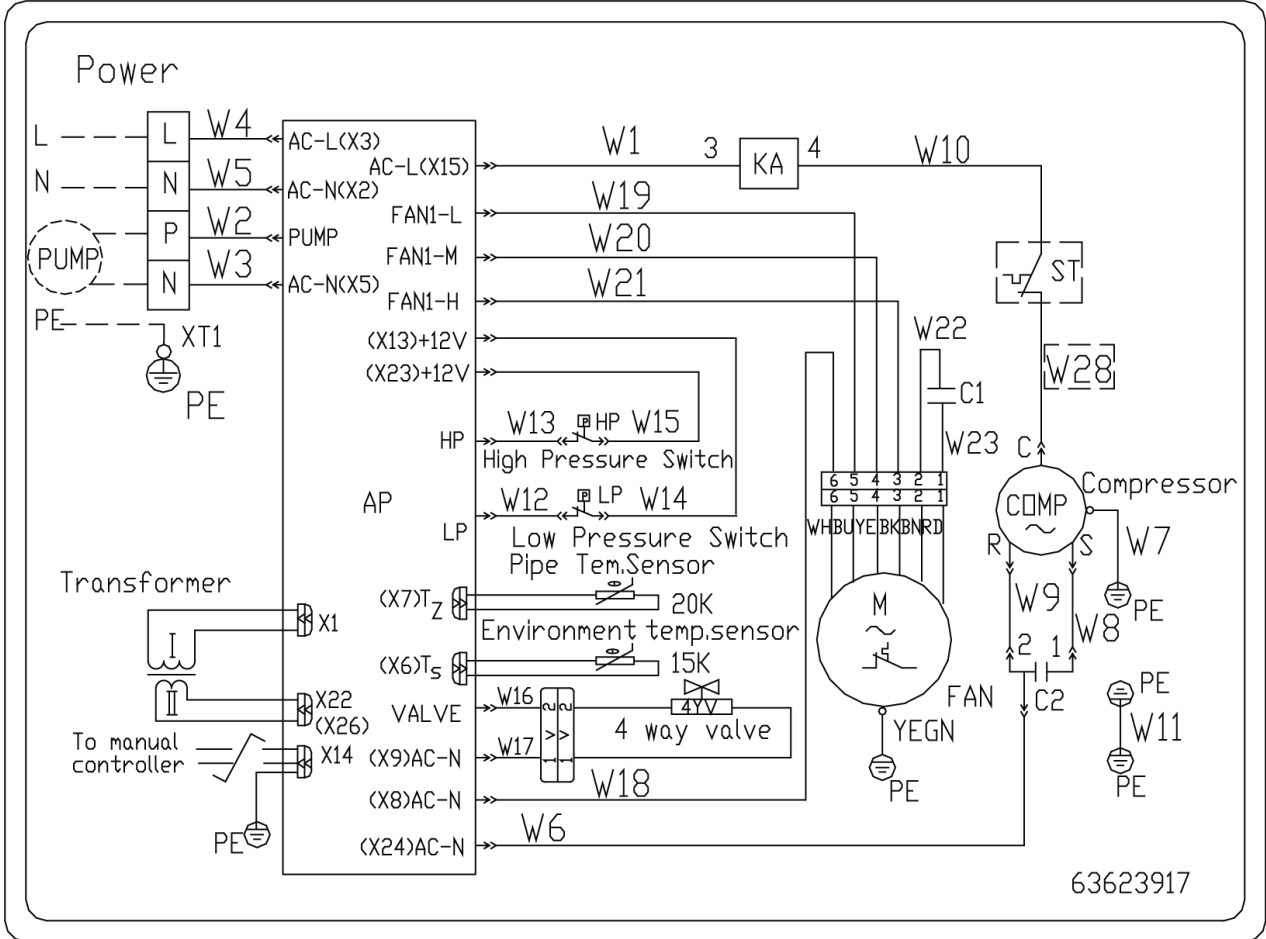 Power
L
N
PUMP
PE
L
N
P
N
XT1
PE
W4
W5
W2
W3
AC-L(X3)
AC-N(X2)
PUMP
AC-N(X5)
AC-L(X15)
FAN1-L
FAN1-M
FAN1-H
(X13)+12V
(X23)+12V
HP
AP
LP
(X7)TZ
(X6)TS
VALVE
(X9)AC-N
(X8)AC-N
(X24)AC-N
W1
3
KA
4
W10
W19
W20
W21
W22
C1
W23
ST
W28
W13
P
HP
W15
High Pressure Switch
W12
P
LP
W14
Low Pressure Switch
Pipe Tem.Sensor
20K
Environment temp.sensor
15K
W16
W17
2 2
1 1
4YV
4 way valve
W18
W6
6 5 4 3 2 1
6 5 4 3 2 1
WH BU YE BK BN RD
M
FAN
YEGN
PE
C
COMP
Compressor
R
S
W7
PE
W9
W8
2
1
C2
PE
W11
PE
Transformer
I
II
X1
X22
(X26)
To manual
controller
X14
PE
63623917